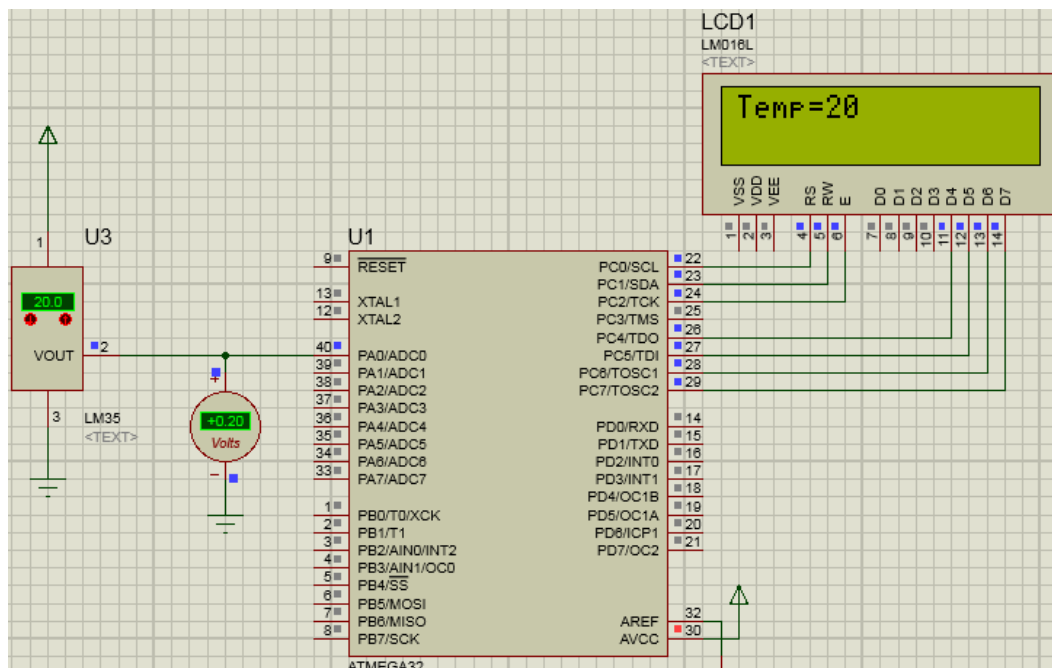 LCD1
LM016L
<TEXT>
Temp=20
VSS
VDD
VEE
RS
RW
E
D0
D1
D2
D3
D4
D5
D6
D7
1
2
3
4
5
6
7
8
9
10
11
12
13
14
U3
1
20.0
VOUT
2
3
LM35
<TEXT>
+
+0.20
Volts
−
U1
9 RESET
13 XTAL1
12 XTAL2
40 PA0/ADC0
39 PA1/ADC1
38 PA2/ADC2
37 PA3/ADC3
36 PA4/ADC4
35 PA5/ADC5
34 PA6/ADC6
33 PA7/ADC7
1 PB0/T0/XCK
2 PB1/T1
3 PB2/AIN0/INT2
4 PB3/AIN1/OC0
5 PB4/SS
6 PB5/MOSI
7 PB6/MISO
8 PB7/SCK
PC0/SCL 22
PC1/SDA 23
PC2/TCK 24
PC3/TMS 25
PC4/TDO 26
PC5/TDI 27
PC6/TOSC1 28
PC7/TOSC2 29
PD0/RXD 14
PD1/TXD 15
PD2/INT0 16
PD3/INT1 17
PD4/OC1B 18
PD5/OC1A 19
PD6/ICP1 20
PD7/OC2 21
AREF 32
AVCC 30
ATMEGA32